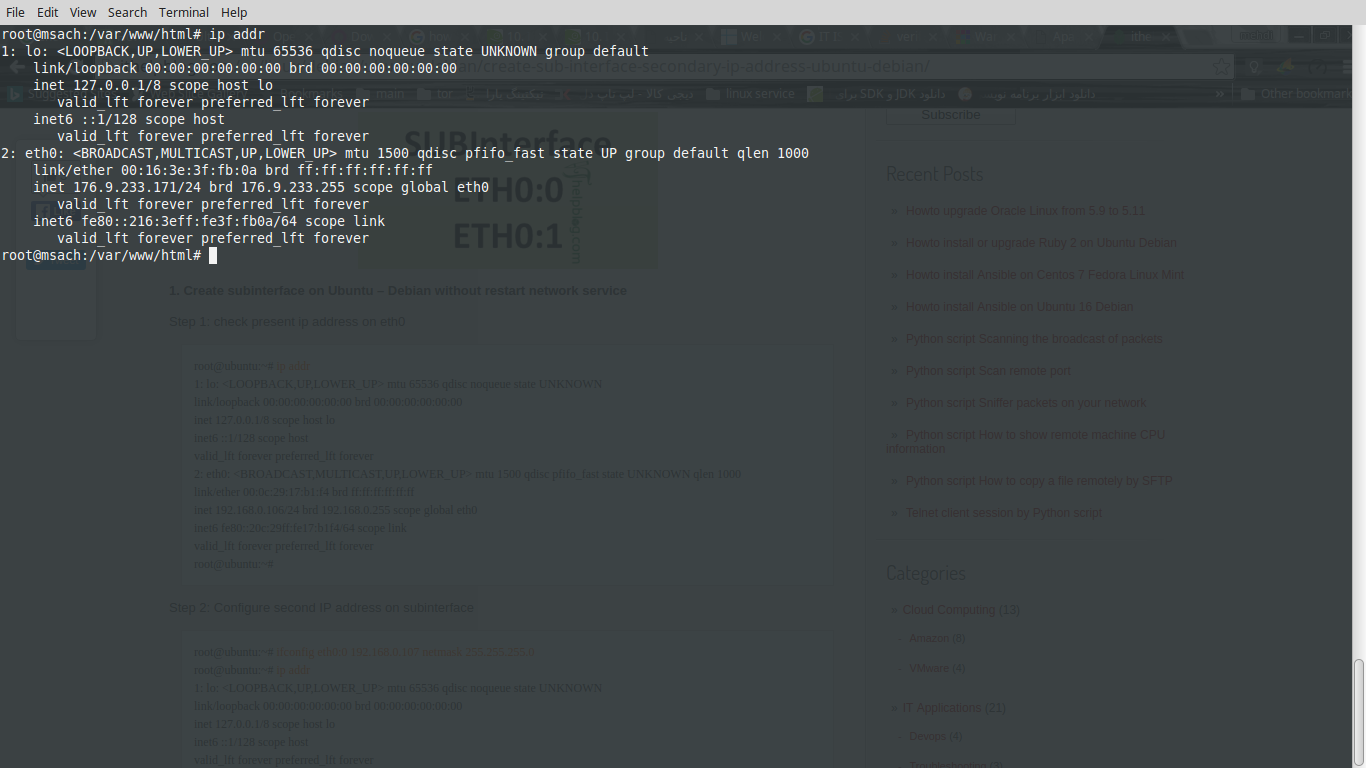 File Edit View Search Terminal Help
root@msach:/var/www/html# ip addr
1: lo: <LOOPBACK,UP,LOWER_UP> mtu 65536 qdisc noqueue state UNKNOWN group default
link/loopback 00:00:00:00:00:00 brd 00:00:00:00:00:00
inet 127.0.0.1/8 scope host lo
valid_lft forever preferred_lft forever
inet6 ::1/128 scope host
valid_lft forever preferred_lft forever
2: eth0: <BROADCAST,MULTICAST,UP,LOWER_UP> mtu 1500 qdisc pfifo_fast state UP group default qlen 1000
link/ether 00:16:3e:3f:fb:0a brd ff:ff:ff:ff:ff:ff
inet 176.9.233.171/24 brd 176.9.233.255 scope global eth0
valid_lft forever preferred_lft forever
inet6 fe80::216:3eff:fe3f:fb0a/64 scope link
valid_lft forever preferred_lft forever
root@msach:/var/www/html#
/create-sub-interface-secondary-ip-address-ubuntu-debian/
main tor linux service Other bookmark
SUBInterface
ETH0:0
ETH0:1
1. Create subinterface on Ubuntu – Debian without restart network service
Step 1: check present ip address on eth0
root@ubuntu:~# ip addr
1: lo: <LOOPBACK,UP,LOWER_UP> mtu 65536 qdisc noqueue state UNKNOWN
link/loopback 00:00:00:00:00:00 brd 00:00:00:00:00:00
inet 127.0.0.1/8 scope host lo
inet6 ::1/128 scope host
valid_lft forever preferred_lft forever
2: eth0: <BROADCAST,MULTICAST,UP,LOWER_UP> mtu 1500 qdisc pfifo_fast state UNKNOWN qlen 1000
link/ether 00:0c:29:17:b1:f4 brd ff:ff:ff:ff:ff:ff
inet 192.168.0.106/24 brd 192.168.0.255 scope global eth0
inet6 fe80::20c:29ff:fe17:b1f4/64 scope link
valid_lft forever preferred_lft forever
root@ubuntu:~#
Step 2: Configure second IP address on subinterface
root@ubuntu:~# ifconfig eth0:0 192.168.0.107 netmask 255.255.255.0
root@ubuntu:~# ip addr
1: lo: <LOOPBACK,UP,LOWER_UP> mtu 65536 qdisc noqueue state UNKNOWN
link/loopback 00:00:00:00:00:00 brd 00:00:00:00:00:00
inet 127.0.0.1/8 scope host lo
inet6 ::1/128 scope host
valid_lft forever preferred_lft forever
Subscribe
Recent Posts
» Howto upgrade Oracle Linux from 5.9 to 5.11
» Howto install or upgrade Ruby 2 on Ubuntu Debian
» Howto install Ansible on Centos 7 Fedora Linux Mint
» Howto install Ansible on Ubuntu 16 Debian
» Python script Scanning the broadcast of packets
» Python script Scan remote port
» Python script Sniffer packets on your network
» Python script How to show remote machine CPU
information
» Python script How to copy a file remotely by SFTP
» Telnet client session by Python script
Categories
» Cloud Computing (13)
- Amazon (9)
- VMware (4)
» IT Applications (21)
- Devops (4)
- Troubleshooting (3)